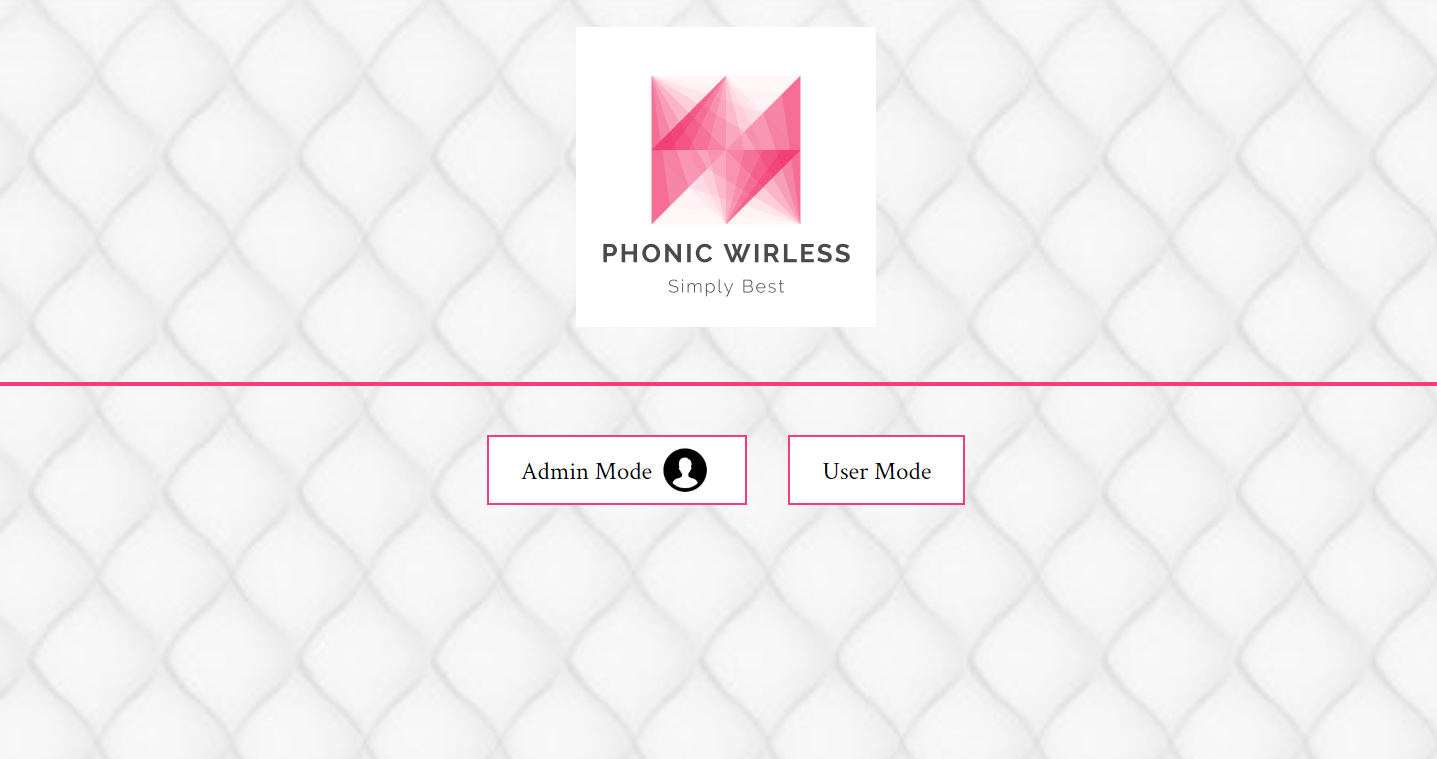 PHONIC WIRLESS
Simply Best
Admin Mode
User Mode